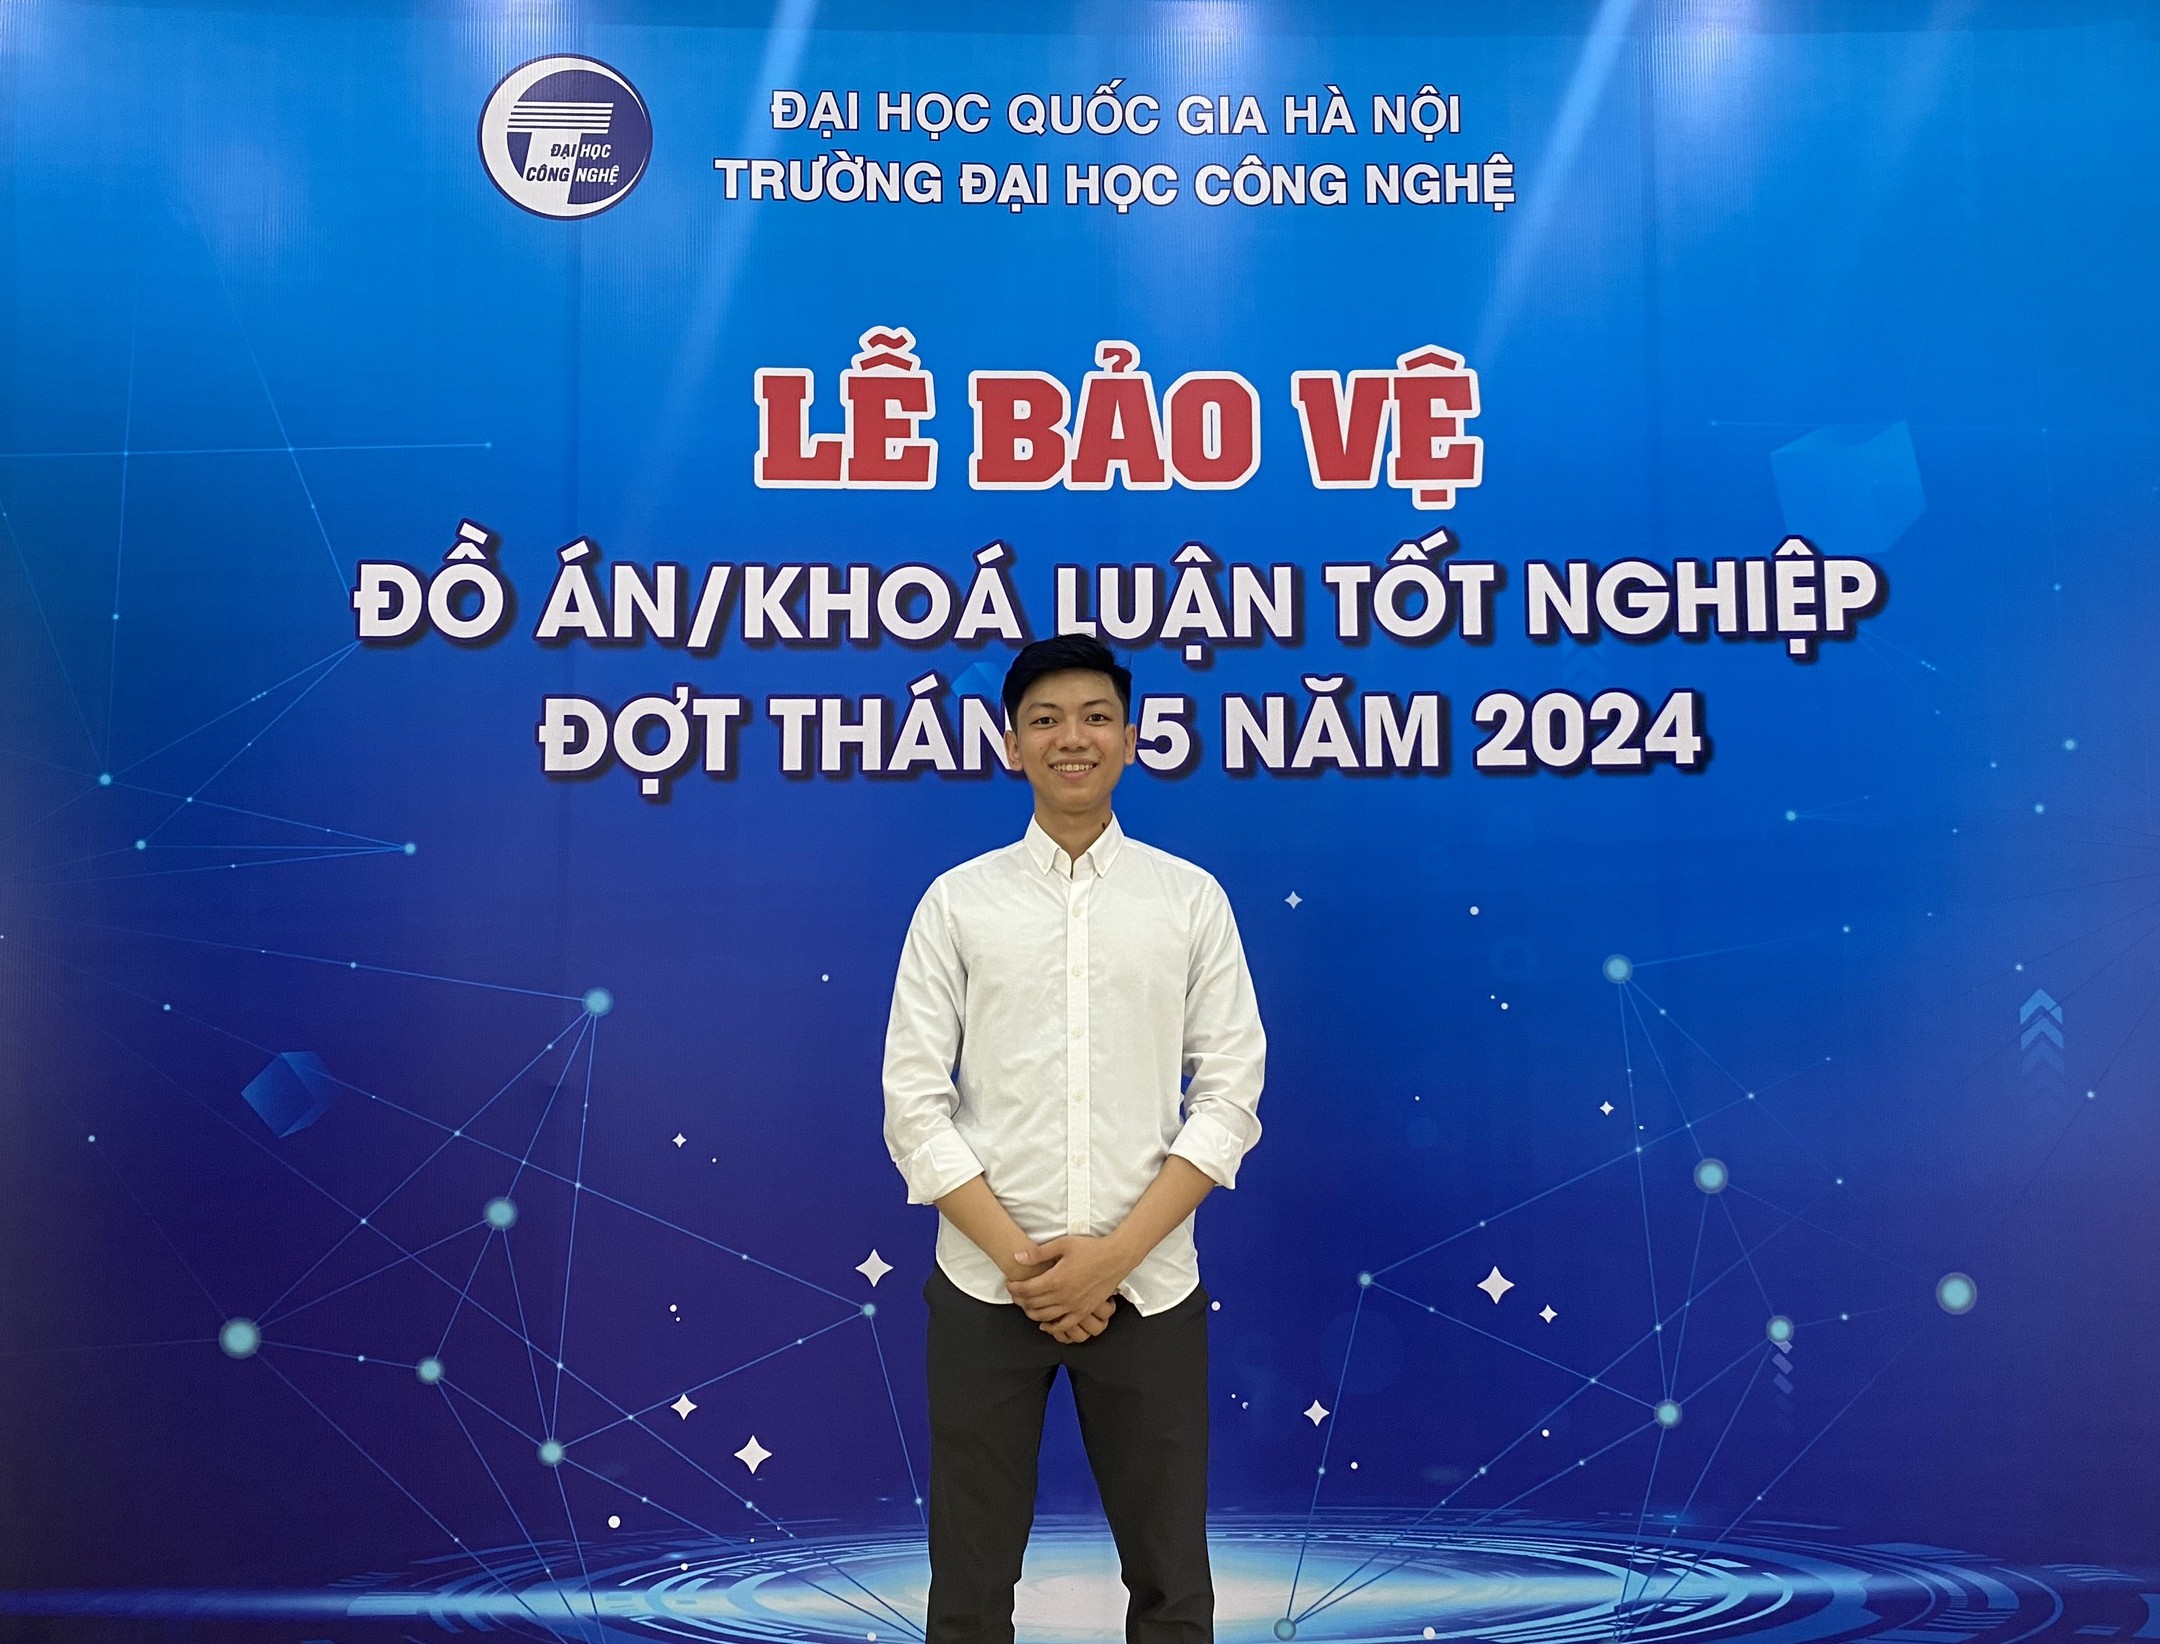 ĐẠI HỌC
CÔNG NGHỆ
ĐẠI HỌC QUỐC GIA HÀ NỘI
TRƯỜNG ĐẠI HỌC CÔNG NGHỆ
LỄ BẢO VỆ
ĐỒ ÁN/KHOÁ LUẬN TỐT NGHIỆP
ĐỢT THÁN 5 NĂM 2024